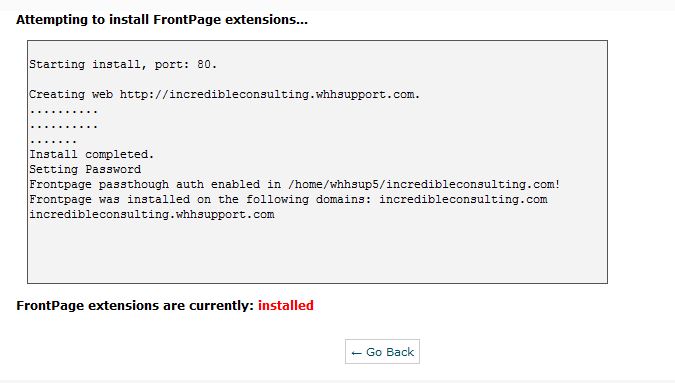 Attempting to install FrontPage extensions...
Starting install, port: 80.
Creating web http://incredibleconsulting.whhsupport.com.
..........
..........
.......
Install completed.
Setting Password
Frontpage passthough auth enabled in /home/whhsup5/incredibleconsulting.com!
Frontpage was installed on the following domains: incredibleconsulting.com
incredibleconsulting.whhsupport.com
FrontPage extensions are currently: installed
← Go Back